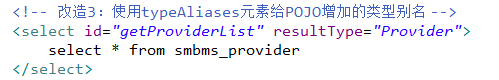 <!-- 改造3：使用typeAliases元素给POJO增加的类型别名 -->
<select id="getProviderList" resultType="Provider">
select * from smbms_provider
</select>